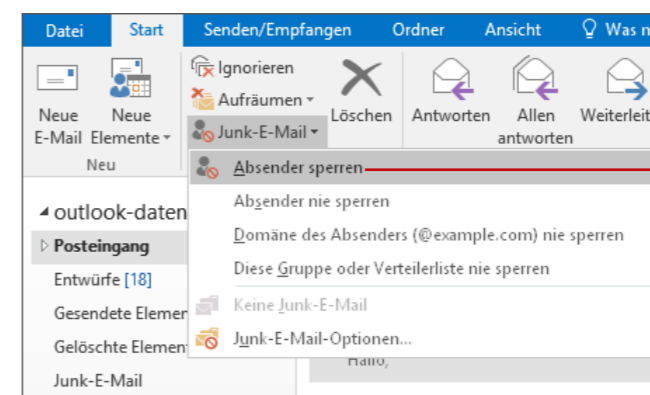 Datei Start Senden/Empfangen Ordner Ansicht Was
Ignorieren
Aufräumen
Junk-E-Mail
Neue E-Mail
Neue Elemente
Löschen
Antworten
Allen antworten
Weiterleit
Neu
Absender sperren
Absender nie sperren
Domäne des Absenders (@example.com) nie sperren
Diese Gruppe oder Verteilerliste nie sperren
Keine Junk-E-Mail
Junk-E-Mail-Optionen...
outlook-daten
Posteingang
Entwürfe [18]
Gesendete Elemer
Gelöschte Elemen
Junk-E-Mail
Hallo,